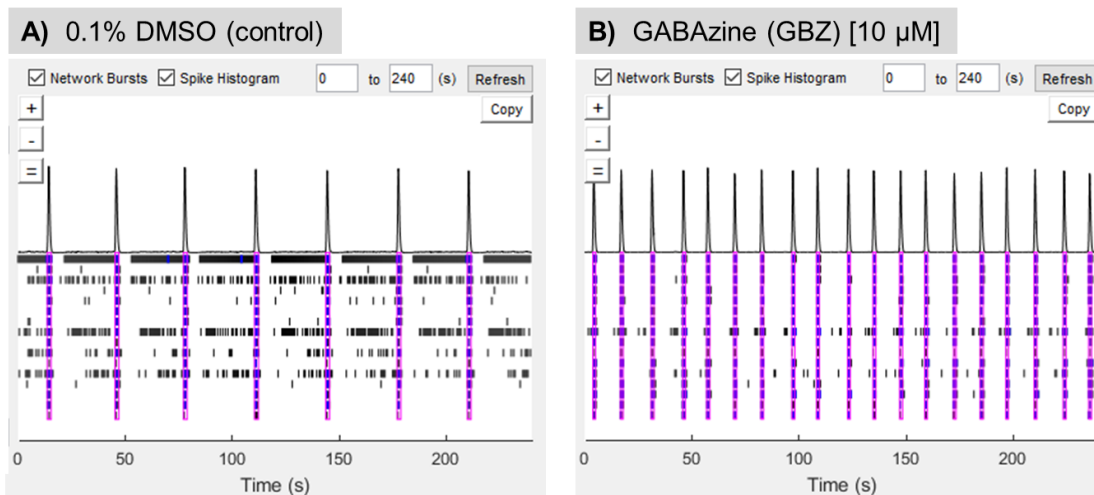 A) 0.1% DMSO (control)
Network Bursts Spike Histogram 0 to 240 (s) Refresh
Copy
+
-
=
0 50 100 150 200
Time (s)
B) GABAzine (GBZ) [10 µM]
Network Bursts Spike Histogram 0 to 240 (s) Refresh
Copy
+
-
=
0 50 100 150 200
Time (s)